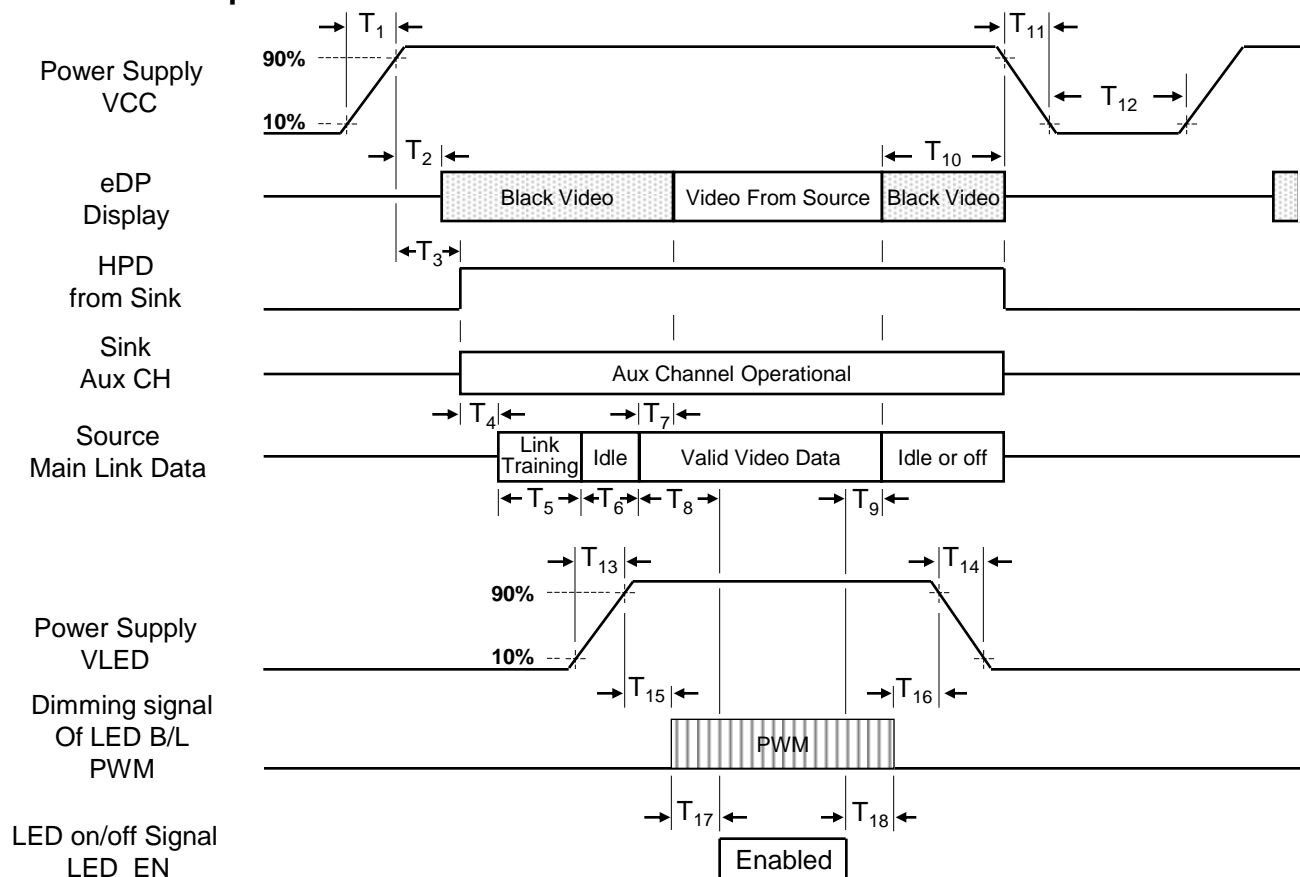 T1
T11
90%
Power Supply
VCC
T12
10%
T2
T10
eDP
Display
Black Video
Video From Source
Black Video
T3
HPD
from Sink
Sink
Aux CH
Aux Channel Operational
T4
T7
Source
Main Link Data
Link
Training
Idle
Valid Video Data
Idle or off
T5
T6
T8
T9
T13
T14
90%
Power Supply
VLED
10%
T15
T16
Dimming signal
Of LED B/L
PWM
PWM
T17
T18
LED on/off Signal
LED_EN
Enabled